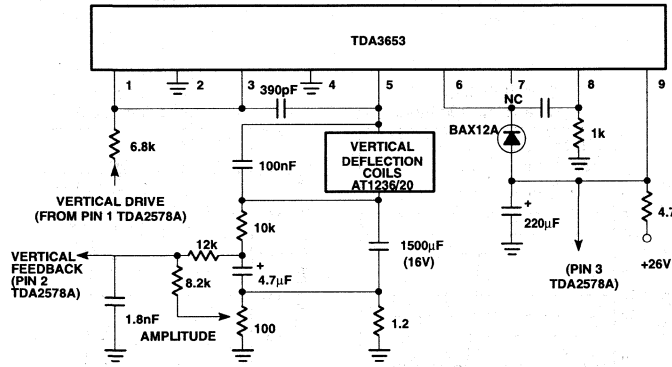 TDA3653
1 2 3 4 5 6 7 8 9
390pF
NC
BAX12A
6.8k
1k
VERTICAL
DEFLECTION
COILS
AT1236/20
100nF
VERTICAL DRIVE
(FROM PIN 1 TDA2578A)
+
220µF
4.7
10k
12k
1500µF
(16V)
VERTICAL
FEEDBACK
(PIN 2
TDA2578A)
+
4.7µF
(PIN 3
TDA2578A)
+26V
8.2k
1.8nF
AMPLITUDE
100
1.2